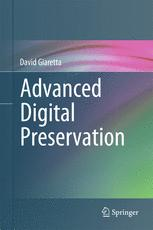 David Giaretta
Advanced
Digital
Preservation
Springer